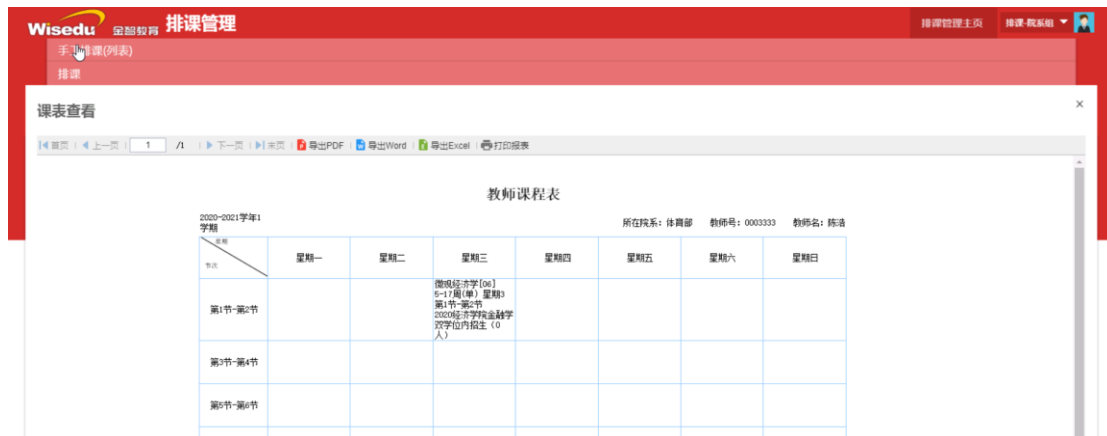 Wisedu 金智教育 排课管理 排课管理主页 排课-院系组
手工排课(列表)
排课
课表查看 ×
首页 上一页 1 /1 下一页 末页 导出PDF 导出Word 导出Excel 打印报表
教师课程表
2020-2021学年1
学期
所在院系：体育部 教师号：0003333 教师名：陈浩
星期
节次
星期一 星期二 星期三 星期四 星期五 星期六 星期日
第1节-第2节
微观经济学[06]
5-17周(单) 星期3
第1节-第2节
2020经济学院金融学
双学位内招生（0
人）
第3节-第4节
第5节-第6节